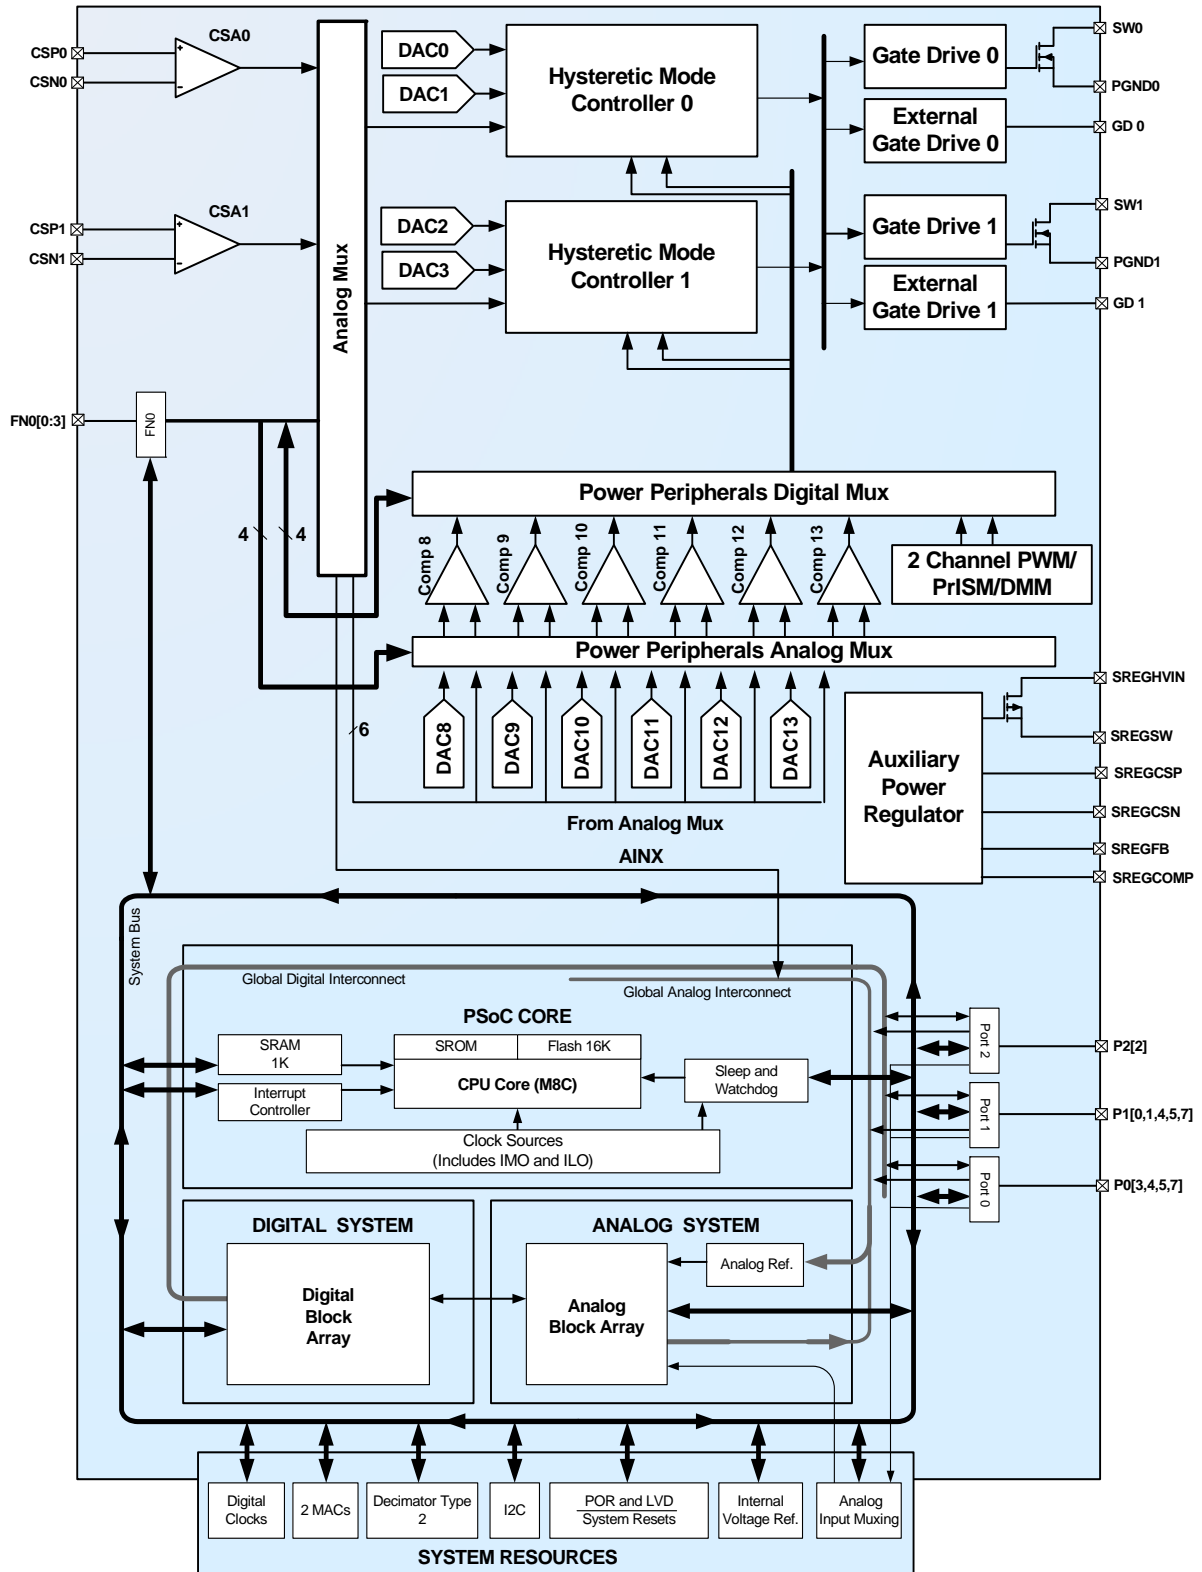 CSP0
CSN0
CSA0
CSP1
CSN1
CSA1
FN0[0:3]
FN0
Analog Mux
DAC0
DAC1
Hysteretic Mode
Controller 0
DAC2
DAC3
Hysteretic Mode
Controller 1
Gate Drive 0
External
Gate Drive 0
Gate Drive 1
External
Gate Drive 1
SW0
PGND0
GD 0
SW1
PGND1
GD 1
4
4
Power Peripherals Digital Mux
Comp 8
Comp 9
Comp 10
Comp 11
Comp 12
Comp 13
2 Channel PWM/
PrISM/DMM
Power Peripherals Analog Mux
6
DAC8
DAC9
DAC10
DAC11
DAC12
DAC13
From Analog Mux
AINX
Auxiliary
Power
Regulator
SREGHVIN
SREGSW
SREGCSP
SREGCSN
SREGFB
SREGCOMP
System Bus
Global Digital Interconnect
Global Analog Interconnect
PSoC CORE
SRAM
1K
Interrupt
Controller
SROM
Flash 16K
CPU Core (M8C)
Sleep and
Watchdog
Clock Sources
(Includes IMO and ILO)
Port 2
Port 1
Port 0
P2[2]
P1[0,1,4,5,7]
P0[3,4,5,7]
DIGITAL SYSTEM
Digital
Block
Array
ANALOG SYSTEM
Analog Ref.
Analog
Block Array
Digital
Clocks
2 MACs
Decimator Type
2
I2C
POR and LVD
System Resets
Internal
Voltage Ref.
Analog
Input Muxing
SYSTEM RESOURCES